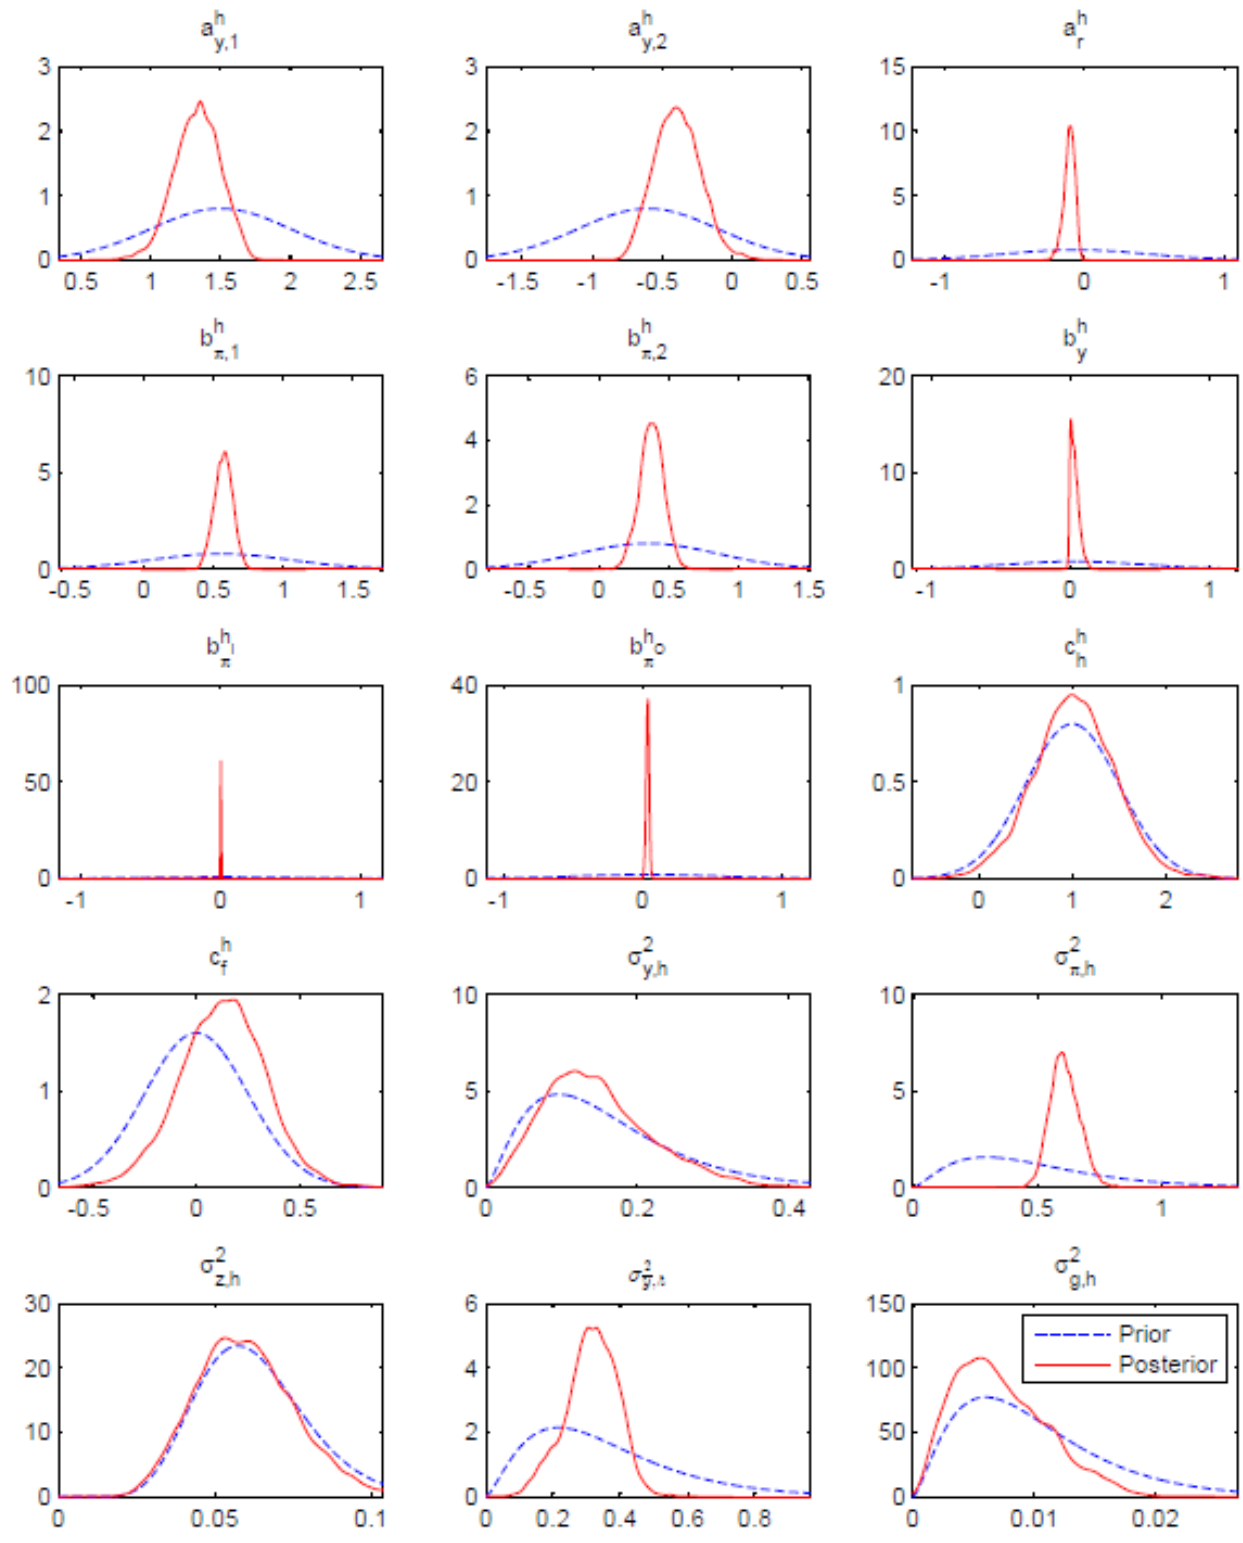 a^h_{y,1} a^h_{y,2} a^h_r
3 3 15
2 2 10
1 1 5
0 0 0
0.5 1 1.5 2 2.5 -1.5 -1 -0.5 0 0.5 -1 0 1
b^h_{π,1} b^h_{π,2} b^h_y
10 6 20
4
5 10
2
0 0 0
-0.5 0 0.5 1 1.5 -0.5 0 0.5 1 1.5 -1 0 1
b^h_{π^I} b^h_{π^O} c^h_h
100 40 1
50 20 0.5
0 0 0
-1 0 1 -1 0 1 0 1 2
c^h_f σ^2_{y,h} σ^2_{π,h}
2 10 10
1 5 5
0 0 0
-0.5 0 0.5 0 0.2 0.4 0 0.5 1
σ^2_{z,h} σ^2_{ȳ,h} σ^2_{g,h}
30 6 150
Prior
20 4 100 Posterior
10 2 50
0 0 0
0 0.05 0.1 0 0.2 0.4 0.6 0.8 0 0.01 0.02